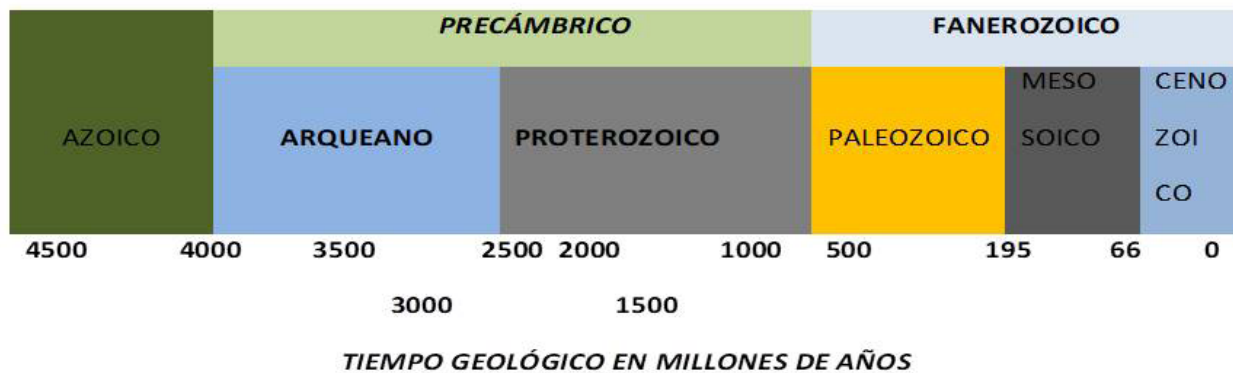 PRECÁMBRICO FANEROZOICO
AZOICO ARQUEANO PROTEROZOICO PALEOZOICO MESO SOICO CENO ZOI CO
4500 4000 3500 2500 2000 1000 500 195 66 0
3000 1500
TIEMPO GEOLÓGICO EN MILLONES DE AÑOS